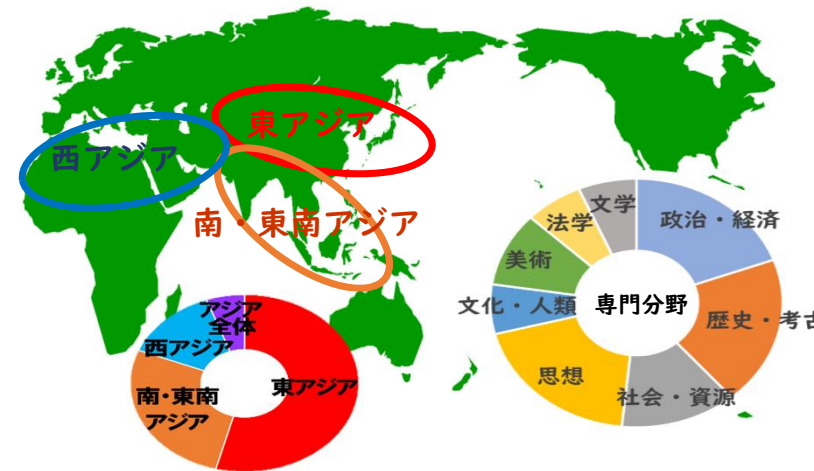 東アジア
西アジア
南・東南アジア
文学
法学
政治・経済
美術
文化・人類
専門分野
歴史・考古
思想
社会・資源
アジア
全体
西アジア
東アジア
南・東南
アジア